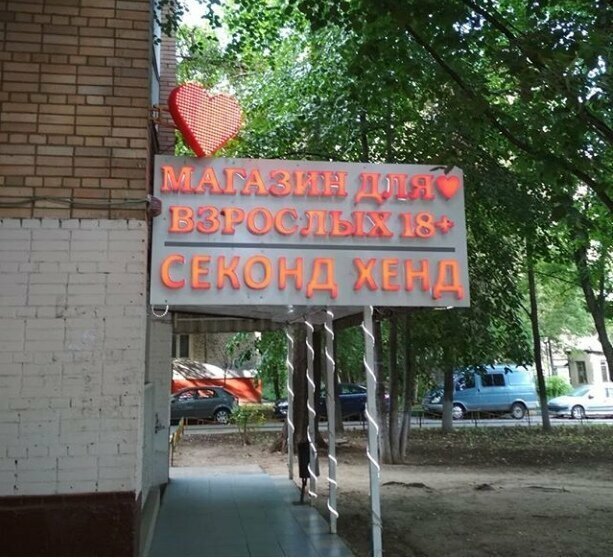 МАГАЗИН ДЛЯ
ВЗРОСЛЫХ 18+
СЕКОНД ХЕНД